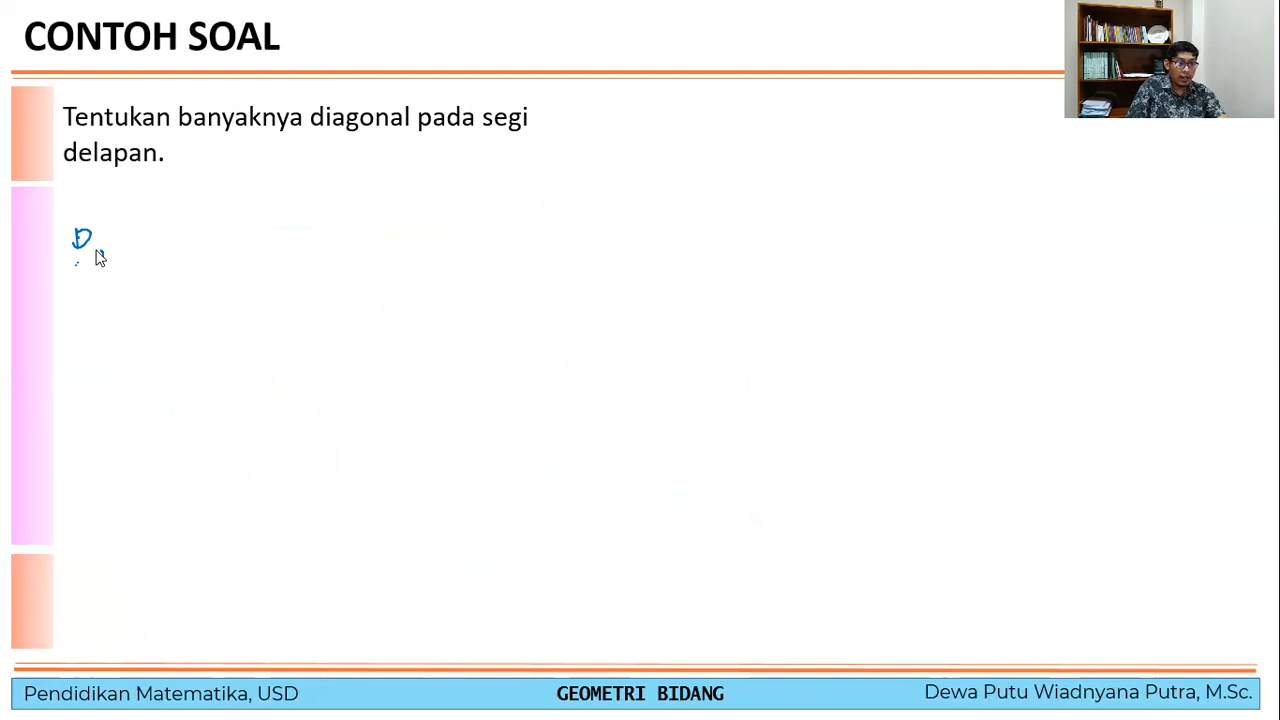 CONTOH SOAL
Tentukan banyaknya diagonal pada segi
delapan.
D
Pendidikan Matematika, USD
GEOMETRI BIDANG
Dewa Putu Wiadnyana Putra, M.Sc.